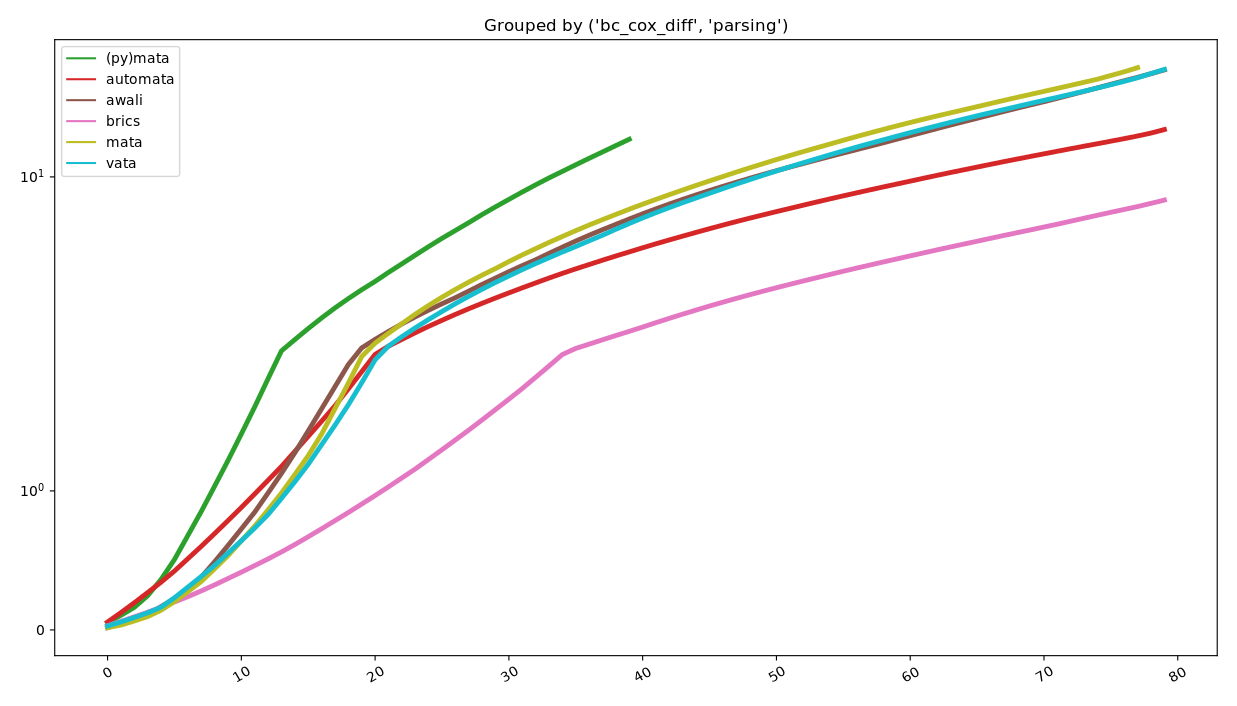 Grouped by ('bc_cox_diff', 'parsing')
(py)mata
automata
awali
brics
mata
vata
10¹
10⁰
0
0 10 20 30 40 50 60 70 80